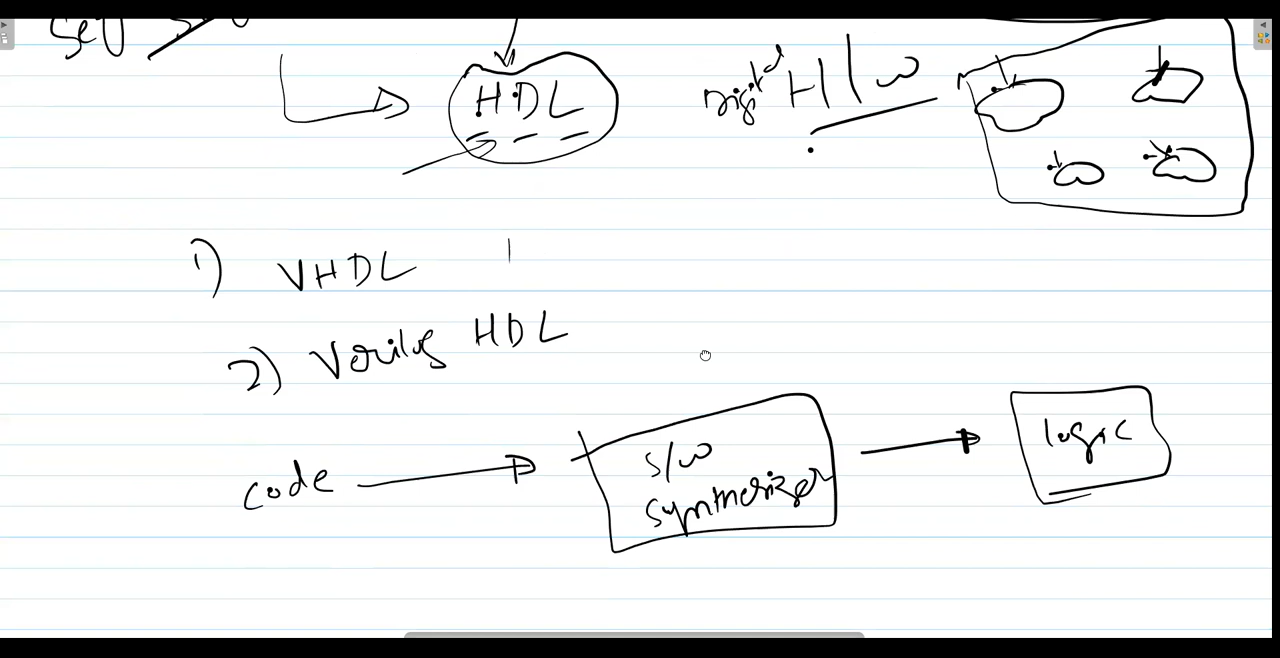 HDL
Digital H/w
1) VHDL
2) Verilog HDL
code
s/w
synthesizer
logic